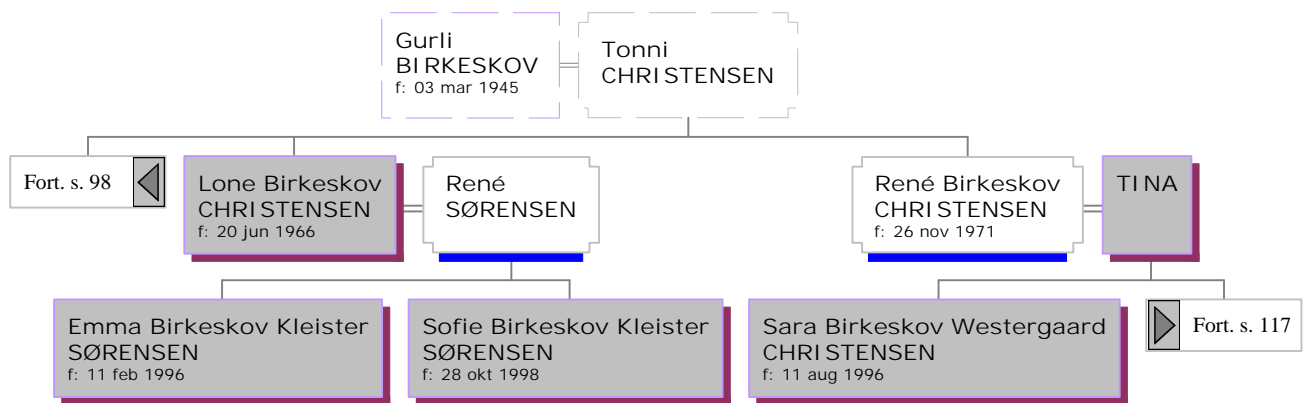 Gurli
BIRKESKOV
f: 03 mar 1945
Tonni
CHRISTENSEN
Fort. s. 98
Lone Birkeskov
CHRISTENSEN
f: 20 jun 1966
René
SØRENSEN
René Birkeskov
CHRISTENSEN
f: 26 nov 1971
TINA
Emma Birkeskov Kleister
SØRENSEN
f: 11 feb 1996
Sofie Birkeskov Kleister
SØRENSEN
f: 28 okt 1998
Sara Birkeskov Westergaard
CHRISTENSEN
f: 11 aug 1996
Fort. s. 117